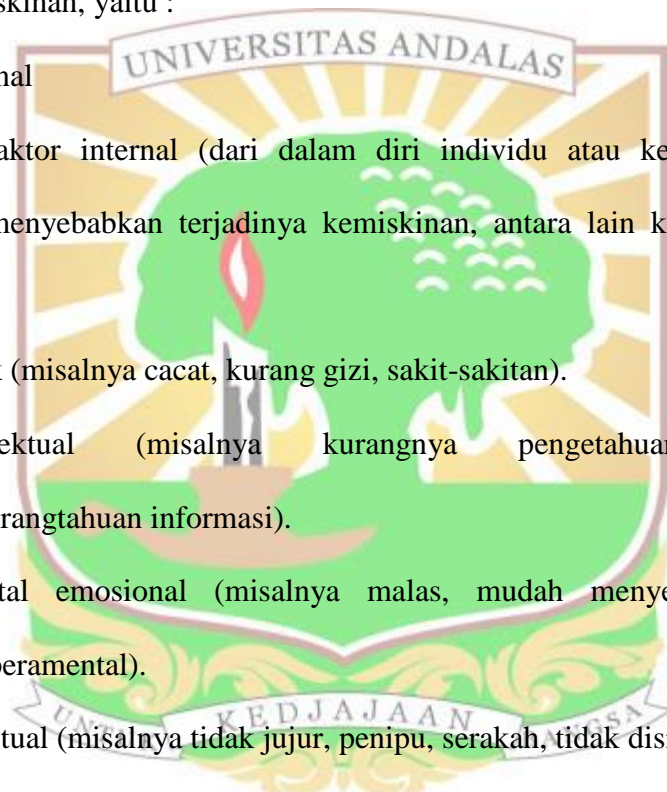 skinan, yaitu :
UNIVERSITAS ANDALAS
nal
aktor internal (dari dalam diri individu atau ke
menyebabkan terjadinya kemiskinan, antara lain k
(misalnya cacat, kurang gizi, sakit-sakitan).
ektual (misalnya kurangnya pengetahuan
rangtahuan informasi).
tal emosional (misalnya malas, mudah menye
peramental).
UNTUK KEDJAJAAN BANGSA
tual (misalnya tidak jujur, penipu, serakah, tidak dis